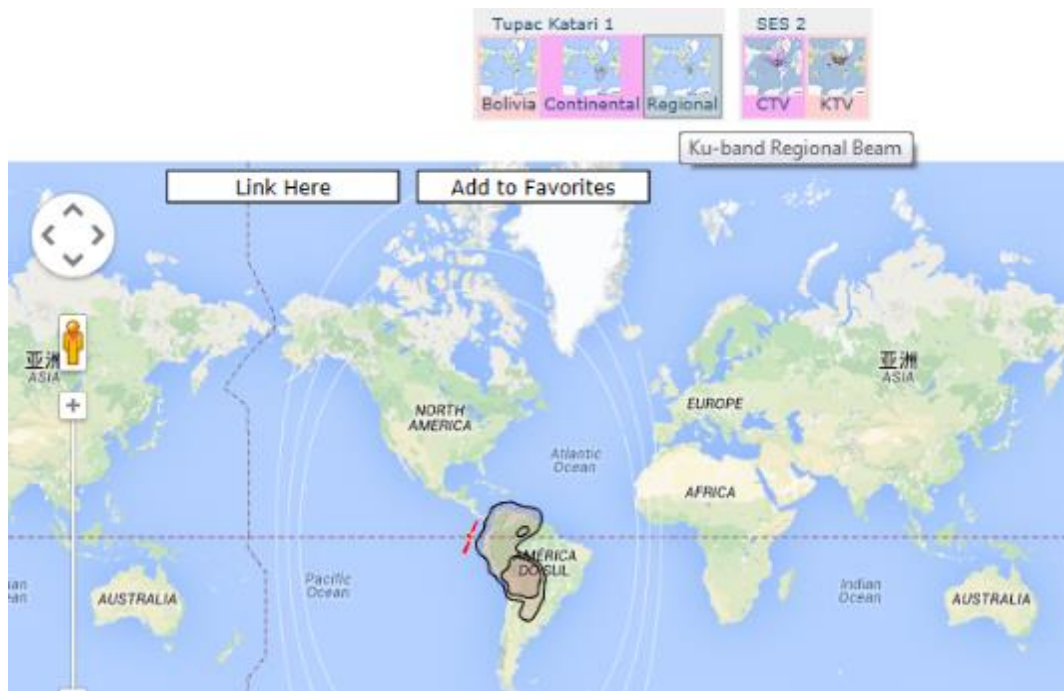 Tupac Katari 1
SES 2
Bolivia
Continental
Regional
CTV
KTV
Ku-band Regional Beam
Link Here
Add to Favorites
亚洲
ASIA
NORTH
AMERICA
Atlantic
Ocean
EUROPE
亚洲
ASIA
AFRICA
AMÉRICA
DO SUL
Pacific
Ocean
AUSTRALIA
Indian
Ocean
AUSTRALIA